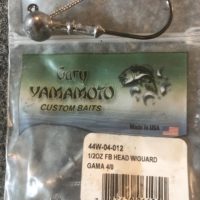 Gary
YAMAMOTO
CUSTOM BAITS
Made in USA
44W-04-012
1/2OZ FB HEAD W/GUARD
GAMA 4/0